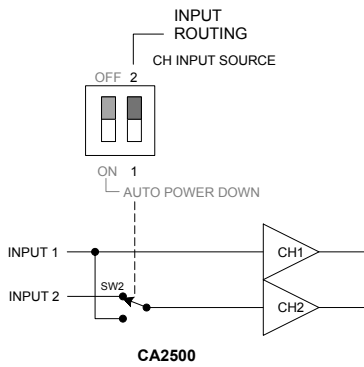 INPUT
ROUTING
CH INPUT SOURCE
OFF 2
ON 1
AUTO POWER DOWN
INPUT 1
CH1
INPUT 2
SW2
CH2
CA2500